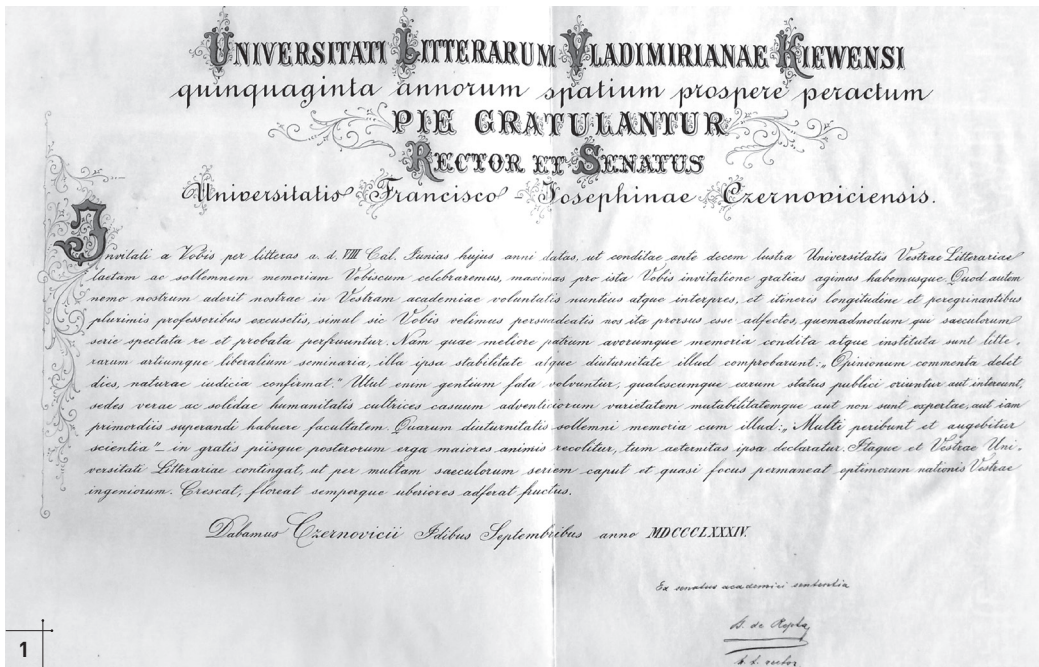 UNIVERSITATI LITTERARUM VLADIMIRIANAE KIEWENSI
quinquaginta annorum spatium prospere peractum
PIE GRATULANTUR
RECTOR ET SENATUS
Universitatis Francisco-Josephinae Czernoviciensis.
Invitati a Vobis per litteras a. d. VIII Cal. Junias hujus anni datas, ut conditae ante decem lustra Universitatis Vestrae Litterariae
laetam ac sollemnem memoriam Vobiscum celebraremus, maximas pro ista Vobis invitatione gratias agimus habemusque. Quod autem
nemo nostrum aderit nostrae in Vestram academiae voluntatis nuntius atque interpres, et itineris longitudine et peregrinantibus
plurimis professoribus excusetis, simul sic Vobis velimus persuadeatis nos ita prorsus esse adfectos, quemadmodum qui saeculorum
serie spectata re et probata perfruuntur. Nam quae meliore patrum avorumque memoria condita atque instituta sunt litte-
rarum artiumque liberalium seminaria, illa ipsa stabilitate atque diuturnitate illud comprobarunt: „Opinionum commenta delet
dies, naturae iudicia confirmat." Utut enim gentium fata volvuntur, qualescumque earum status publici oriuntur aut intereunt,
sedes verae ac solidae humanitatis cultrices casuum adventiciorum varietatem mutabilitatemque aut non sunt expertae, aut iam
primordiis superandi habuere facultatem. Quarum diuturnitatis sollemni memoria cum illud: „Multi peribunt et augebitur
scientia" – in gratis piisque posterorum erga maiores animis recolitur, tum aeternitas ipsa declaratur. Itaque et Vestrae Uni-
versitati Litterariae contingat, ut per multam saeculorum seriem caput et quasi focus permaneat optimorum nationis Vestrae
ingeniorum. Crescat, floreat semperque uberiores adferat fructus.
Dabamus Czernovicii Idibus Septembribus anno MDCCCLXXXIV.
Ex senatus academici sententia
de Repta
h. t. rector
1